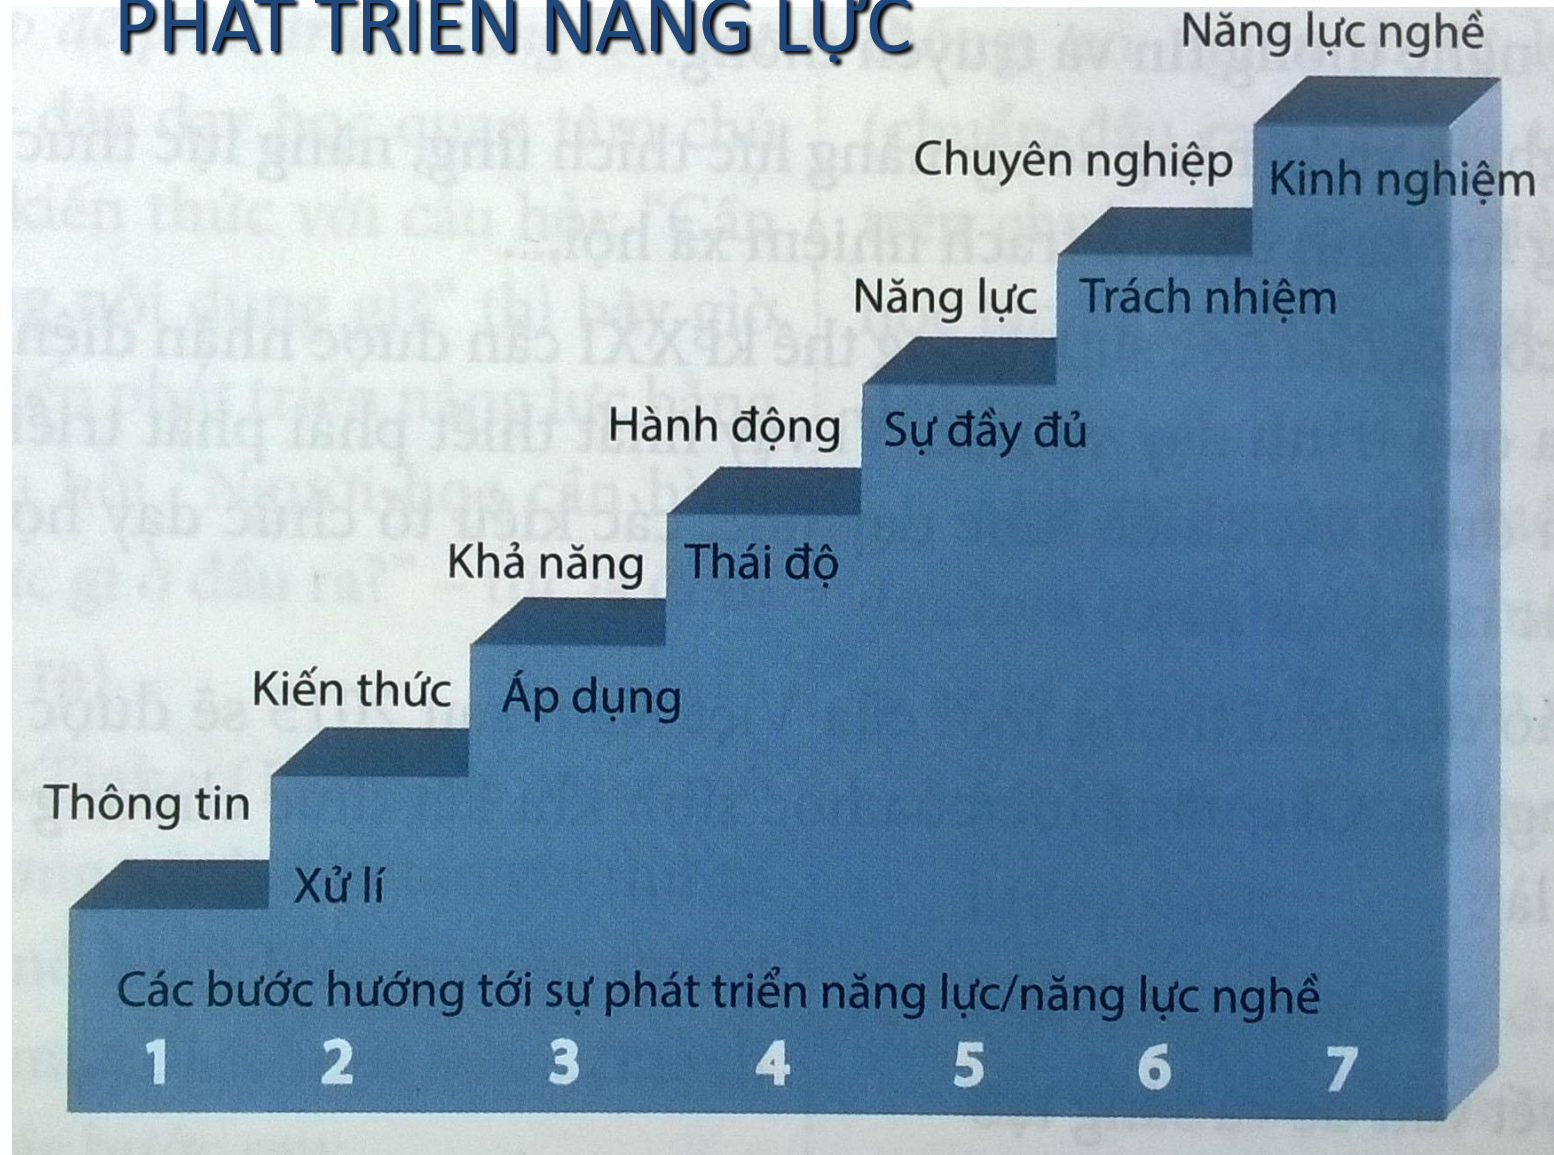 PHÁT TRIỂN NĂNG LỰC
Năng lực nghề
Chuyên nghiệp
Kinh nghiệm
Năng lực
Trách nhiệm
Hành động
Sự đầy đủ
Khả năng
Thái độ
Kiến thức
Áp dụng
Thông tin
Xử lí
Các bước hướng tới sự phát triển năng lực/năng lực nghề
1 2 3 4 5 6 7